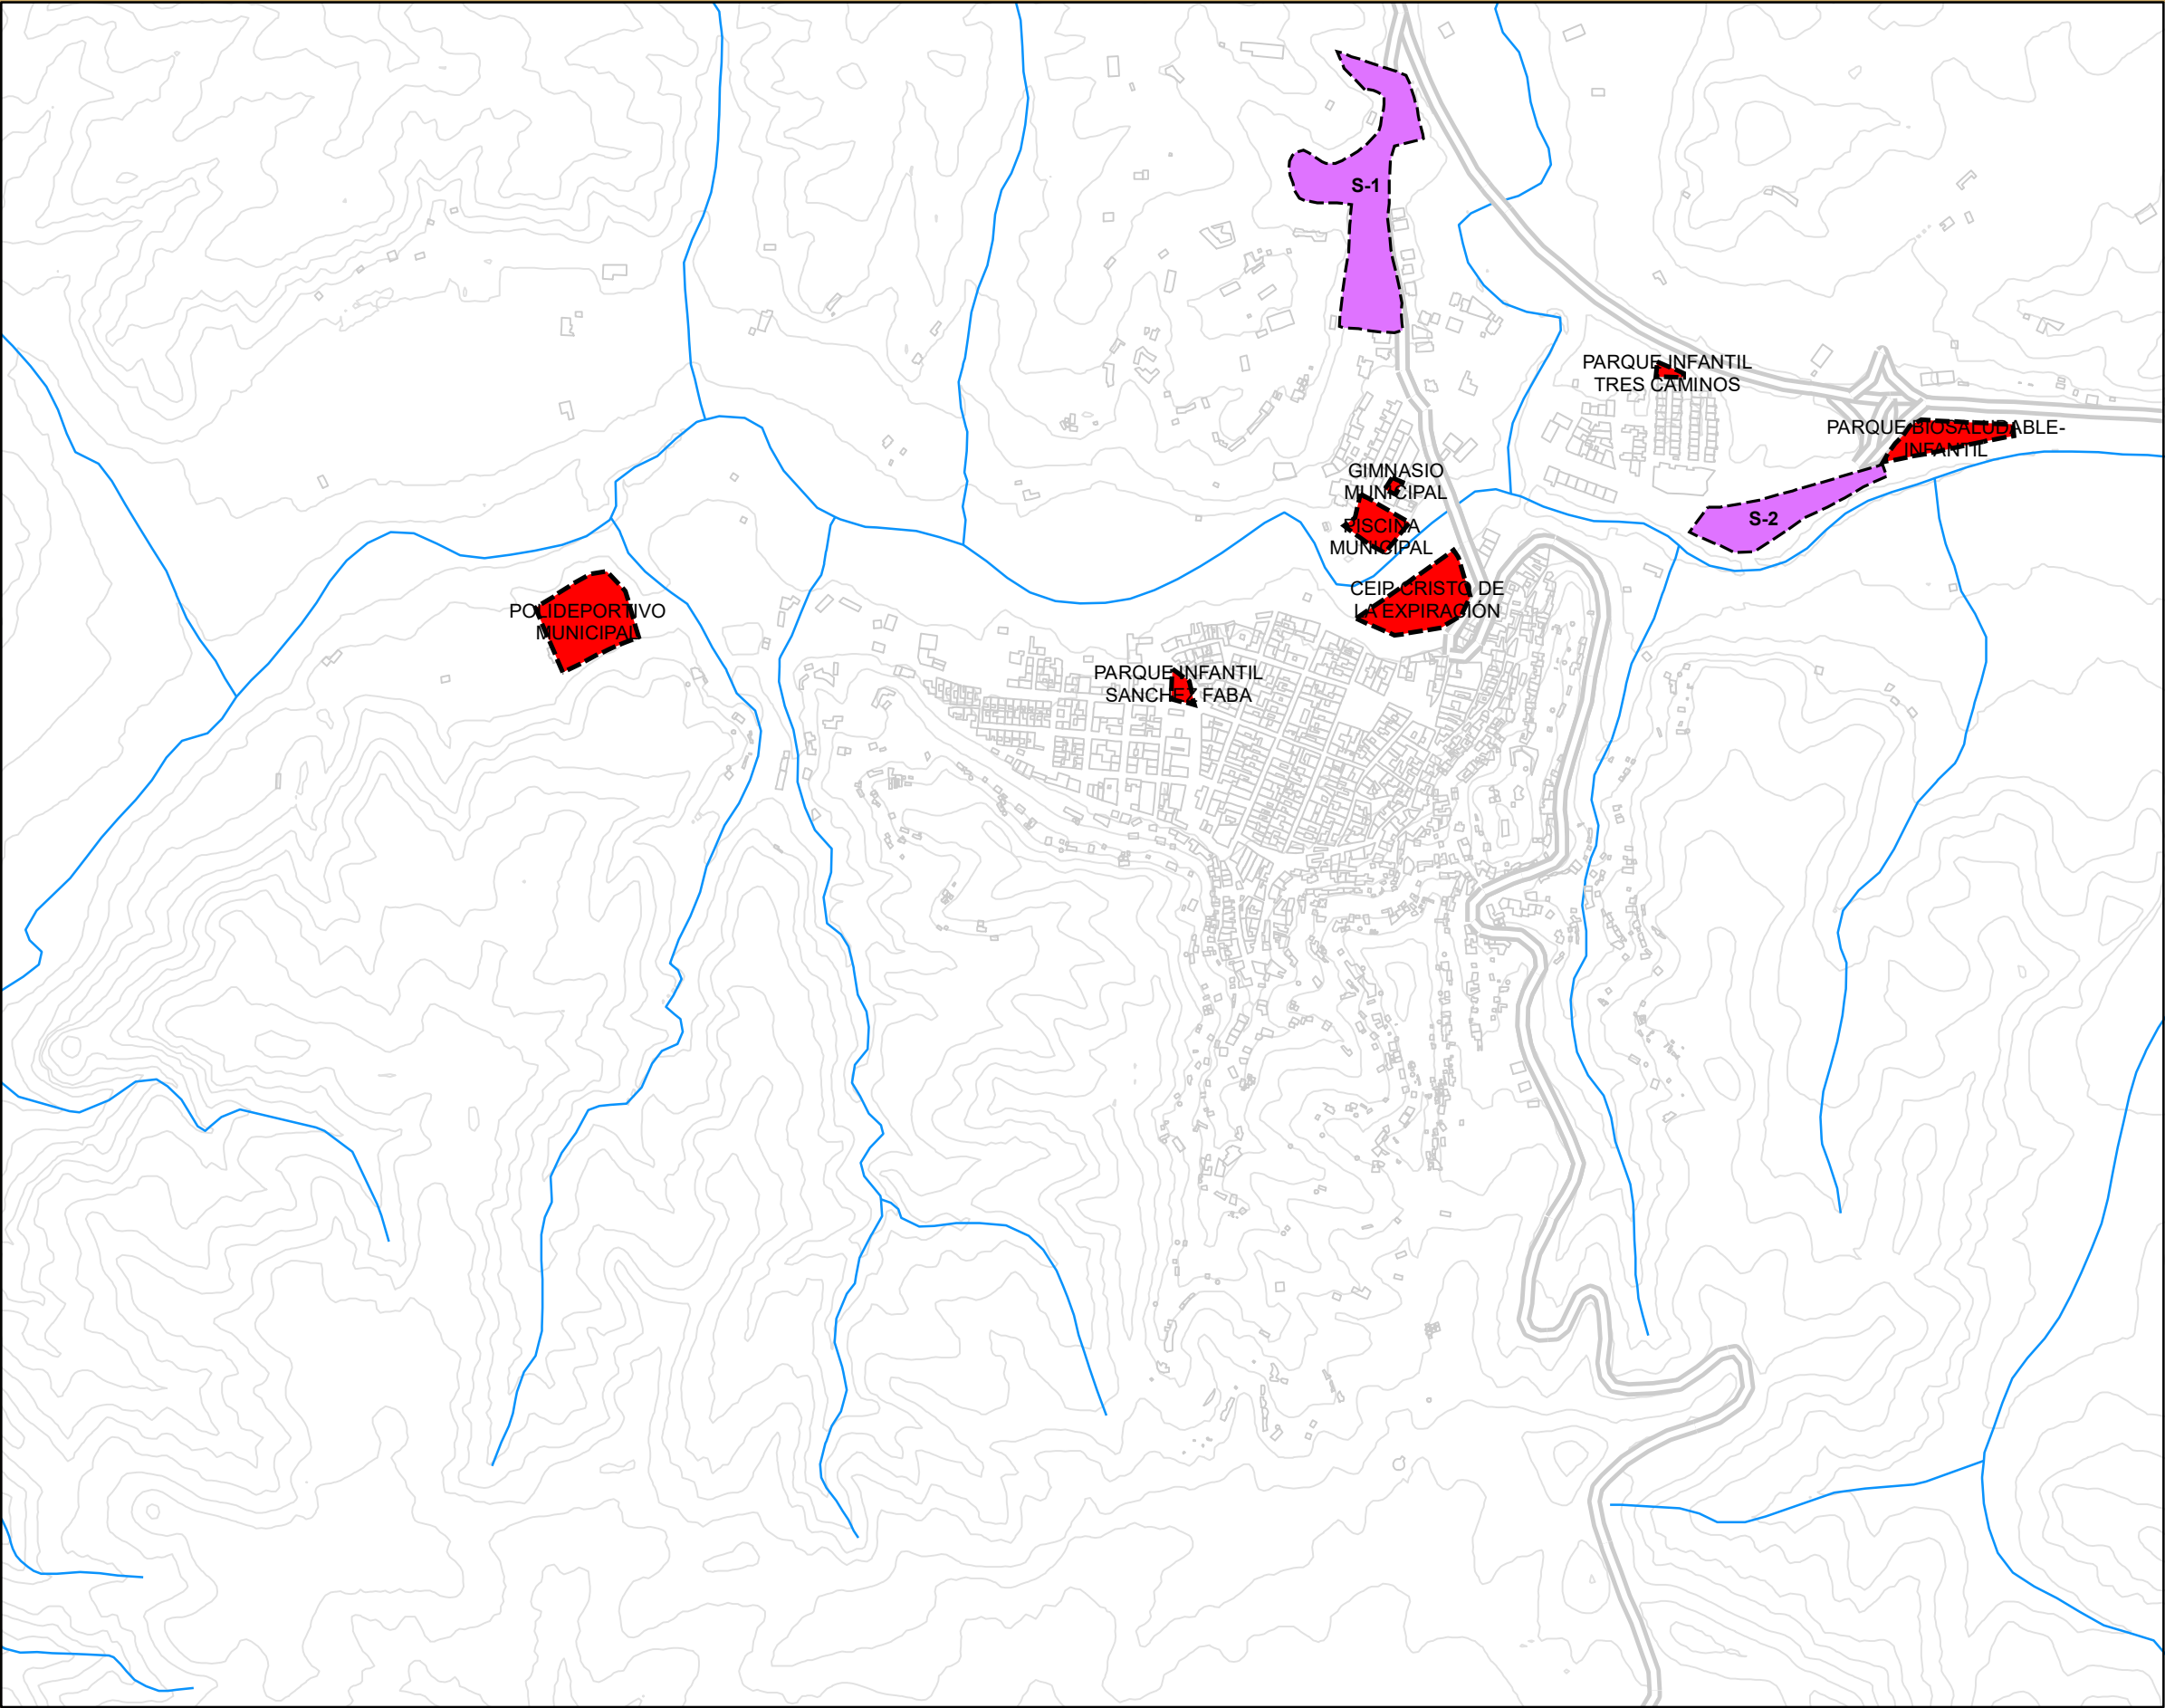 S-1
PARQUE INFANTIL
TRES CAMINOS
PARQUE BIOSALUDABLE-
INFANTIL
GIMNASIO
MUNICIPAL
S-2
PISCINA
MUNICIPAL
CEIP CRISTO DE
LA EXPIRACIÓN
POLIDEPORTIVO
MUNICIPAL
PARQUE INFANTIL
SANCHEZ FABA